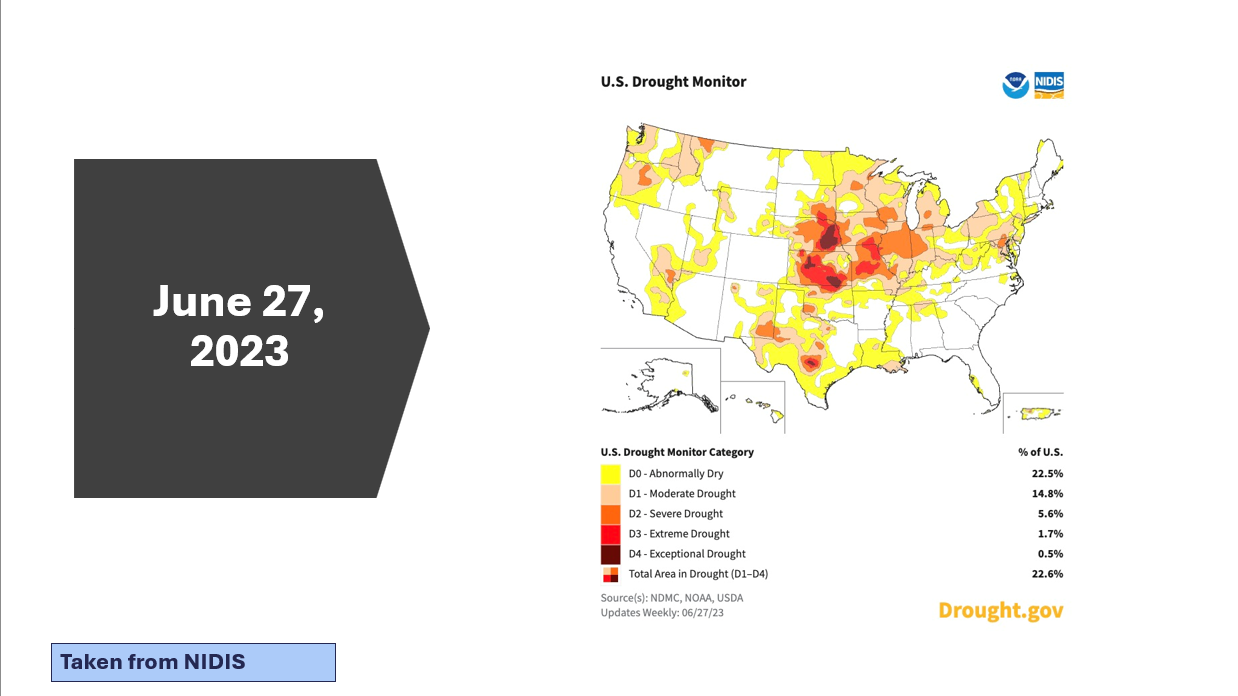 June 27,
2023
Taken from NIDIS
U.S. Drought Monitor
NOAA
NIDIS
U.S. Drought Monitor Category % of U.S.
D0 - Abnormally Dry 22.5%
D1 - Moderate Drought 14.8%
D2 - Severe Drought 5.6%
D3 - Extreme Drought 1.7%
D4 - Exceptional Drought 0.5%
Total Area in Drought (D1–D4) 22.6%
Source(s): NDMC, NOAA, USDA
Updates Weekly: 06/27/23
Drought.gov